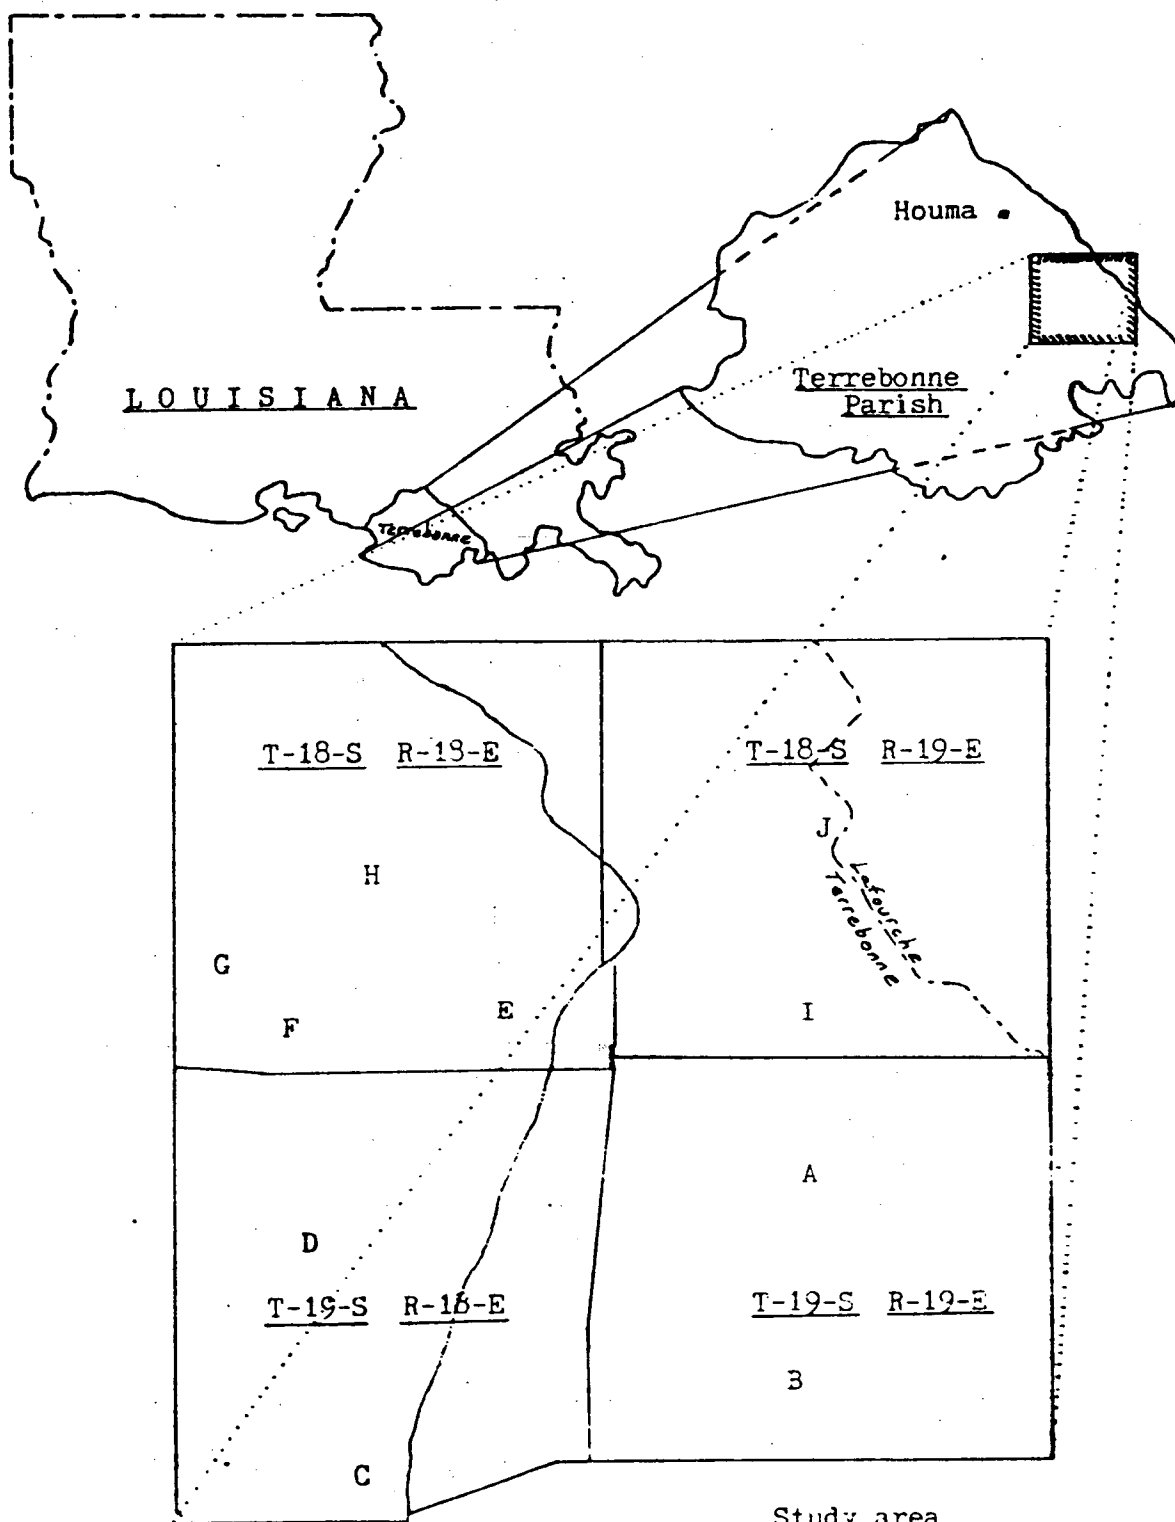 Houma
LOUISIANA
Terrebonne
Parish
Terrebonne
T-18-S R-18-E
T-18-S R-19-E
J
H
Lafourche
Terrebonne
G
E
I
F
A
D
T-19-S R-18-E
T-19-S R-19-E
B
C
Study area